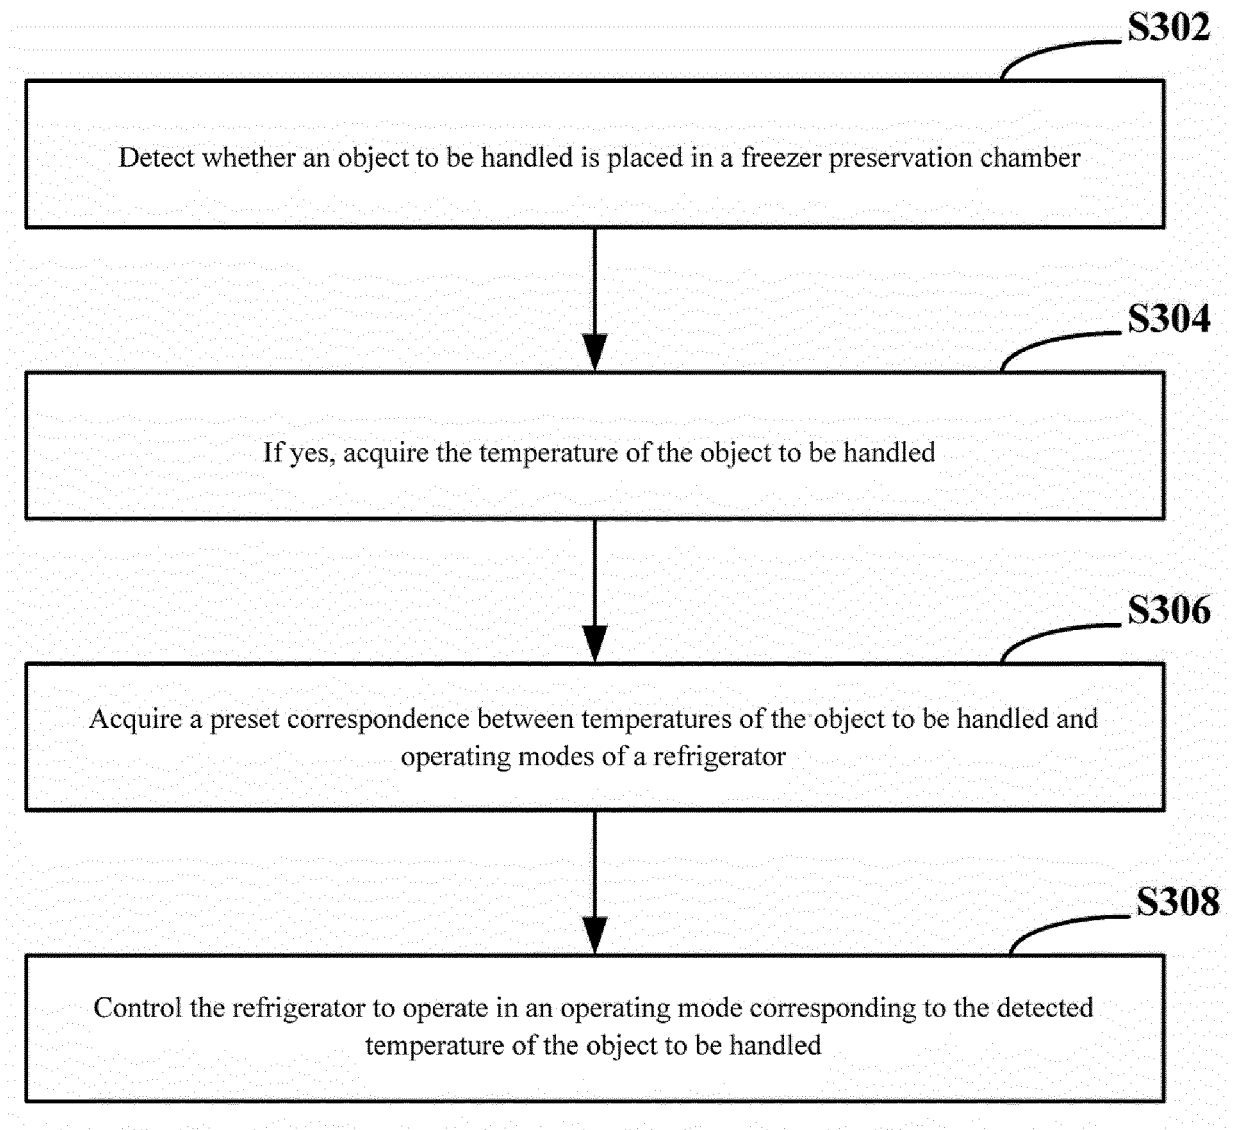 S302
Detect whether an object to be handled is placed in a freezer preservation chamber
S304
If yes, acquire the temperature of the object to be handled
S306
Acquire a preset correspondence between temperatures of the object to be handled and
operating modes of a refrigerator
S308
Control the refrigerator to operate in an operating mode corresponding to the detected
temperature of the object to be handled